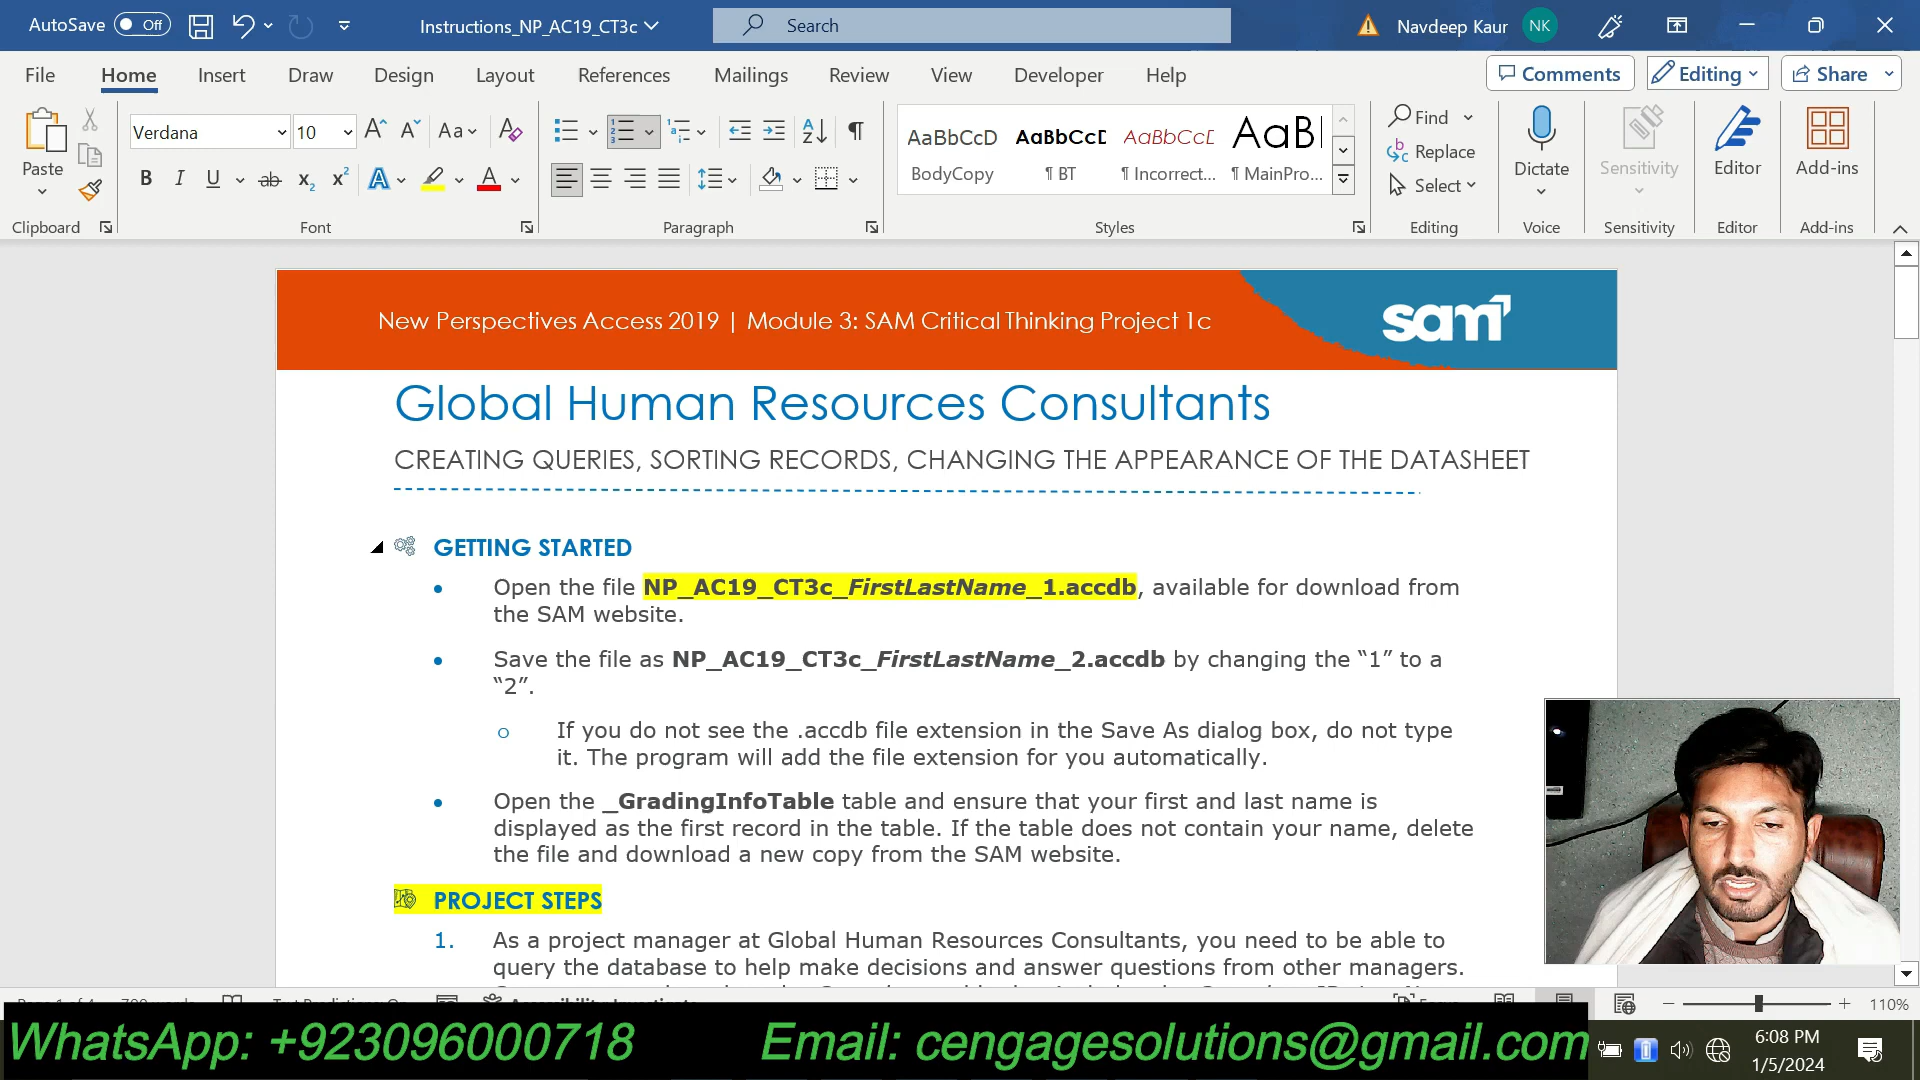 AutoSave Off Instructions_NP_AC19_CT3c Search Navdeep Kaur NK
File Home Insert Draw Design Layout References Mailings Review View Developer Help Comments Editing Share
Paste Verdana 10 Aa AaBbCcD AaBbCcD AaBbCcD AaB Find Replace Select Dictate Sensitivity Editor Add-ins
BodyCopy ¶ BT ¶ Incorrect... ¶ MainPro...
Clipboard Font Paragraph Styles Editing Voice Sensitivity Editor Add-ins
New Perspectives Access 2019 | Module 3: SAM Critical Thinking Project 1c sam
Global Human Resources Consultants
CREATING QUERIES, SORTING RECORDS, CHANGING THE APPEARANCE OF THE DATASHEET
GETTING STARTED
• Open the file NP_AC19_CT3c_FirstLastName_1.accdb, available for download from
the SAM website.
• Save the file as NP_AC19_CT3c_FirstLastName_2.accdb by changing the “1” to a
“2”.
o If you do not see the .accdb file extension in the Save As dialog box, do not type
it. The program will add the file extension for you automatically.
• Open the _GradingInfoTable table and ensure that your first and last name is
displayed as the first record in the table. If the table does not contain your name, delete
the file and download a new copy from the SAM website.
PROJECT STEPS
1. As a project manager at Global Human Resources Consultants, you need to be able to
query the database to help make decisions and answer questions from other managers.
110%
WhatsApp: +923096000718 Email: cengagesolutions@gmail.com
6:08 PM
1/5/2024